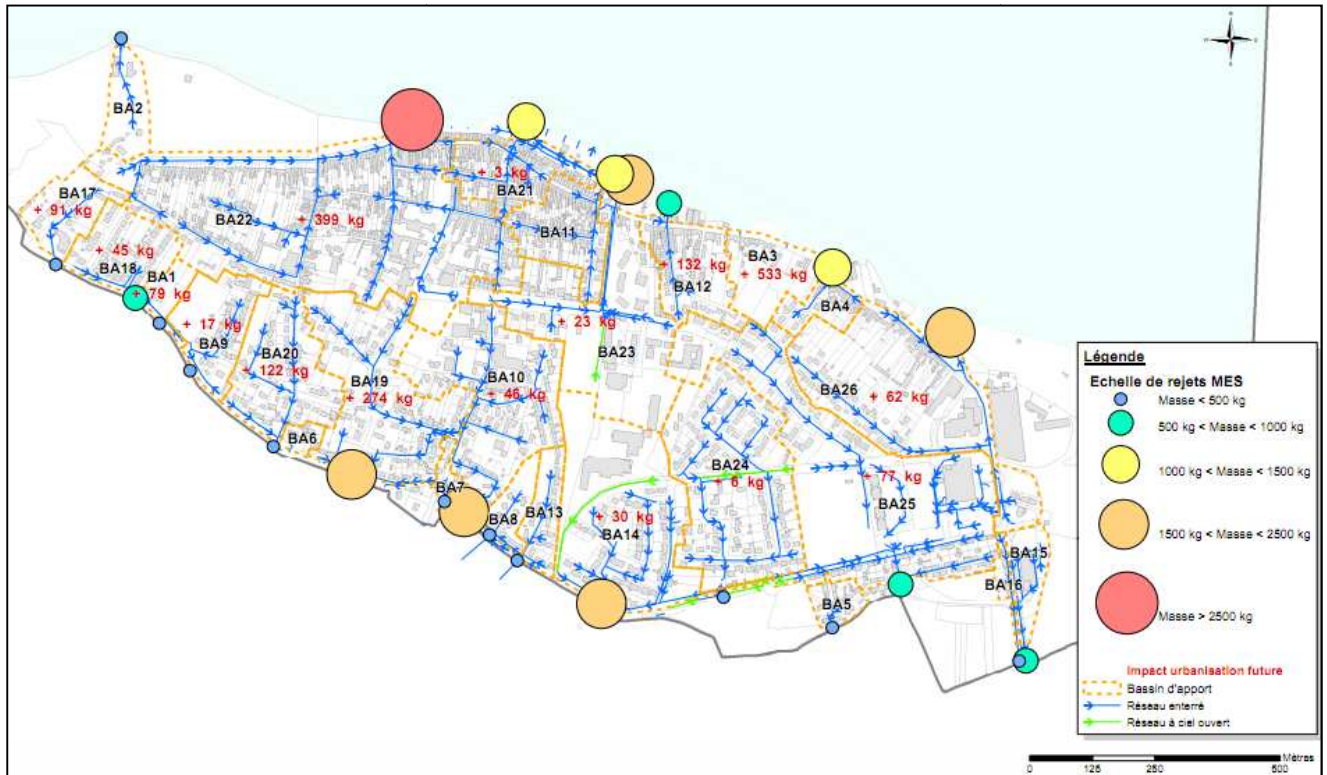 BA2
BA17
+ 91 kg
BA22
+ 399 kg
+ 3 kg
BA21
BA11
+ 45 kg
BA18
BA1
+ 79 kg
+ 132 kg
BA12
BA3
+ 533 kg
BA4
+ 17 kg
BA9
BA20
+ 122 kg
BA19
+ 274 kg
BA10
+ 46 kg
+ 23 kg
BA23
BA26
+ 62 kg
BA6
BA7
BA8
BA13
+ 30 kg
BA14
BA24
+ 6 kg
+ 77 kg
BA25
BA5
BA15
BA16
Légende
Echelle de rejets MES
Masse < 500 kg
500 kg < Masse < 1000 kg
1000 kg < Masse < 1500 kg
1500 kg < Masse < 2500 kg
Masse > 2500 kg
Impact urbanisation future
Bassin d'apport
Réseau enterré
Réseau à ciel ouvert
Mètres
0 125 250 500